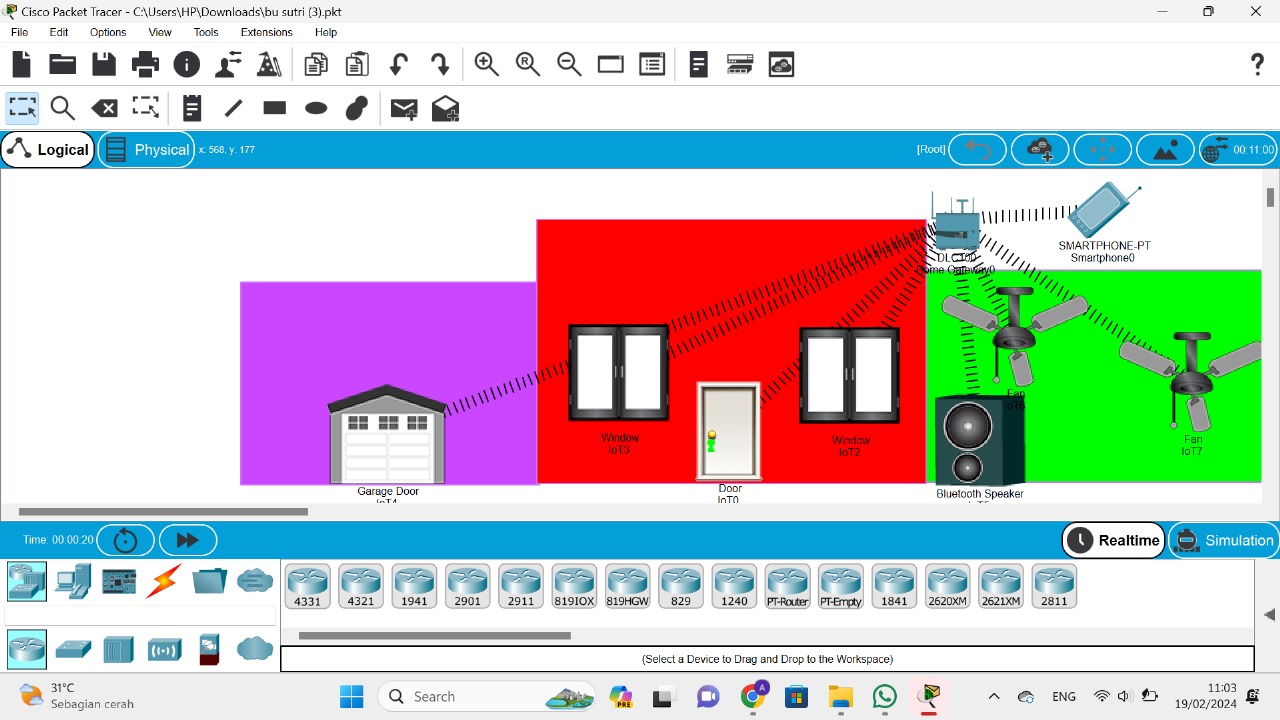 Cisco Packet Tracer - C:\Users\HP\Downloads\bu sutri (3).pkt
File Edit Options View Tools Extensions Help
Logical Physical x: 568, y: 177 [Root] 00:11:00
SMARTPHONE-PT
Smartphone0
DLC100
Home Gateway0
Fan
IoT6
Fan
IoT7
Window
IoT3
Window
IoT2
Garage Door
IoT4
Door
IoT0
Bluetooth Speaker
Time: 00:00:20 Realtime Simulation
4331 4321 1941 2901 2911 819IOX 819HGW 829 1240 PT-Router PT-Empty 1841 2620XM 2621XM 2811
(Select a Device to Drag and Drop to the Workspace)
31°C
Sebagian cerah
Search
PRE
A
ENG
11:03
19/02/2024